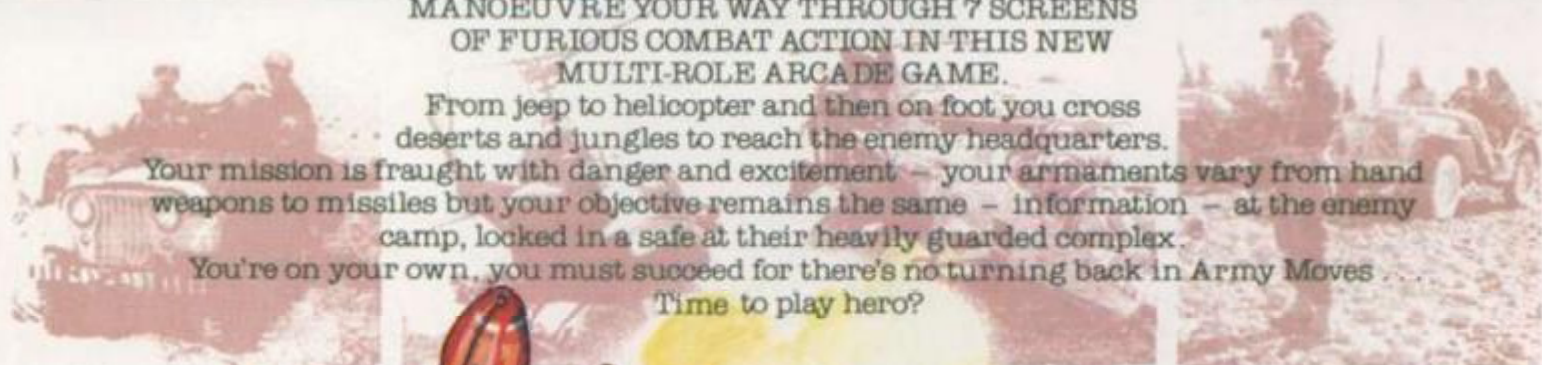 MANOEUVRE YOUR WAY THROUGH 7 SCREENS
OF FURIOUS COMBAT ACTION IN THIS NEW
MULTI-ROLE ARCADE GAME.
From jeep to helicopter and then on foot you cross
deserts and jungles to reach the enemy headquarters.
Your mission is fraught with danger and excitement – your armaments vary from hand
weapons to missiles but your objective remains the same – information – at the enemy
camp, locked in a safe at their heavily guarded complex.
You're on your own, you must succeed for there's no turning back in Army Moves . . . .
Time to play hero?